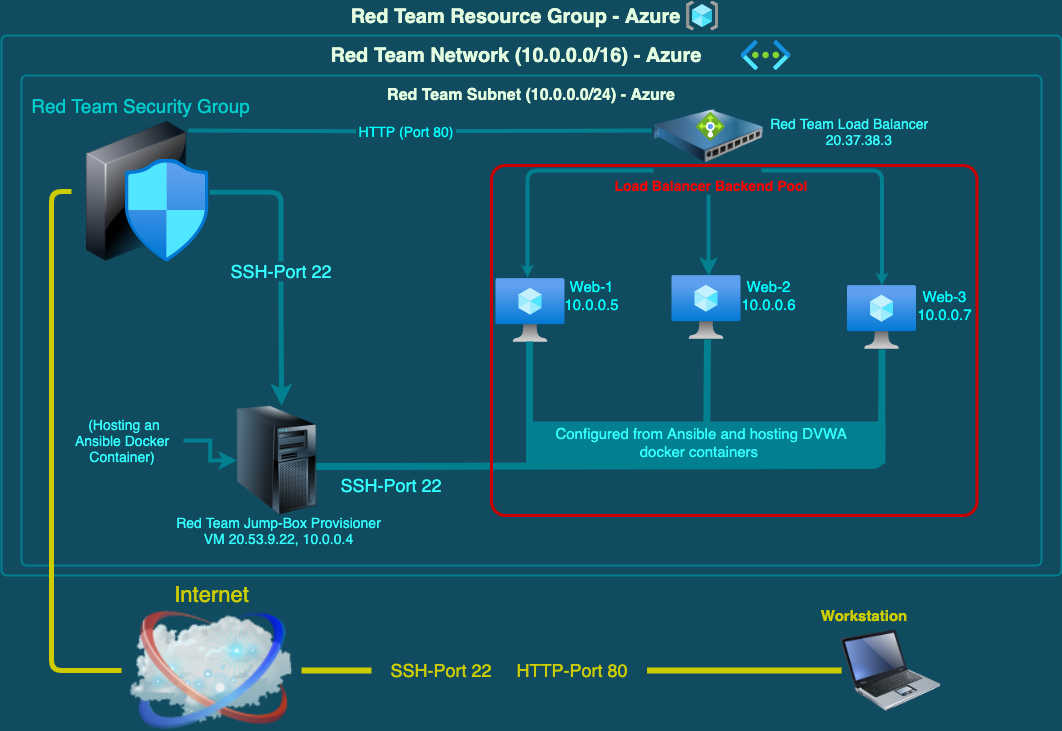 Red Team Resource Group - Azure
Red Team Network (10.0.0.0/16) - Azure
Red Team Subnet (10.0.0.0/24) - Azure
Red Team Security Group
HTTP (Port 80)
Red Team Load Balancer
20.37.38.3
Load Balancer Backend Pool
SSH-Port 22
Web-1
10.0.0.5
Web-2
10.0.0.6
Web-3
10.0.0.7
(Hosting an
Ansible Docker
Container)
Configured from Ansible and hosting DVWA
docker containers
SSH-Port 22
Red Team Jump-Box Provisioner
VM 20.53.9.22, 10.0.0.4
Internet
Workstation
SSH-Port 22
HTTP-Port 80